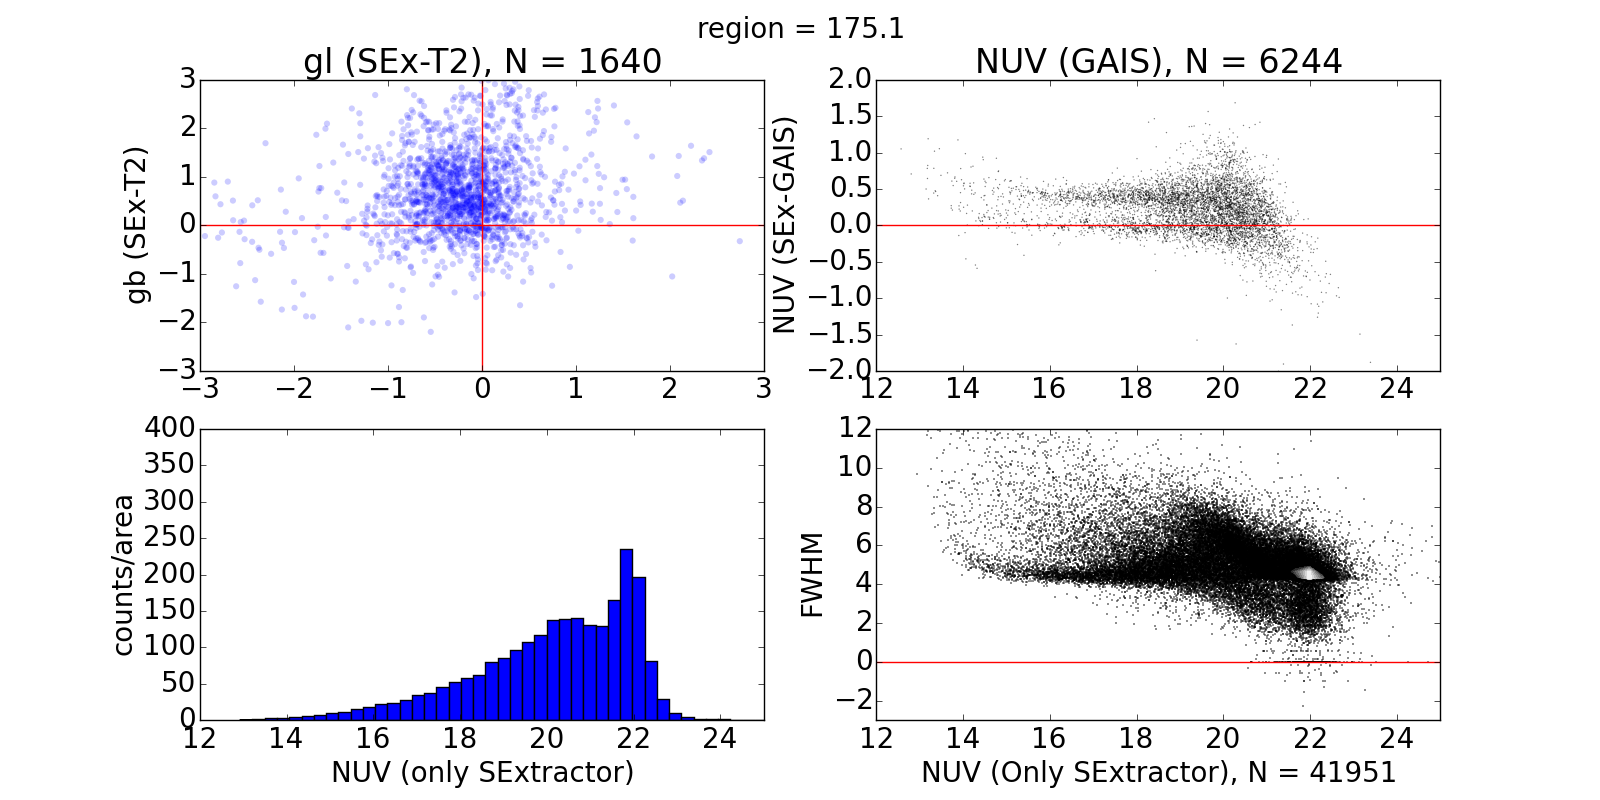 region = 175.1
gl (SEx-T2), N = 1640
3
2
1
0
−1
−2
−3
gb (SEx-T2)
−3 −2 −1 0 1 2 3
NUV (GAIS), N = 6244
2.0
1.5
1.0
0.5
0.0
−0.5
−1.0
−1.5
−2.0
NUV (SEx-GAIS)
12 14 16 18 20 22 24
400
350
300
250
200
150
100
50
0
counts/area
12 14 16 18 20 22 24
NUV (only SExtractor)
12
10
8
6
4
2
0
−2
FWHM
12 14 16 18 20 22 24
NUV (Only SExtractor), N = 41951